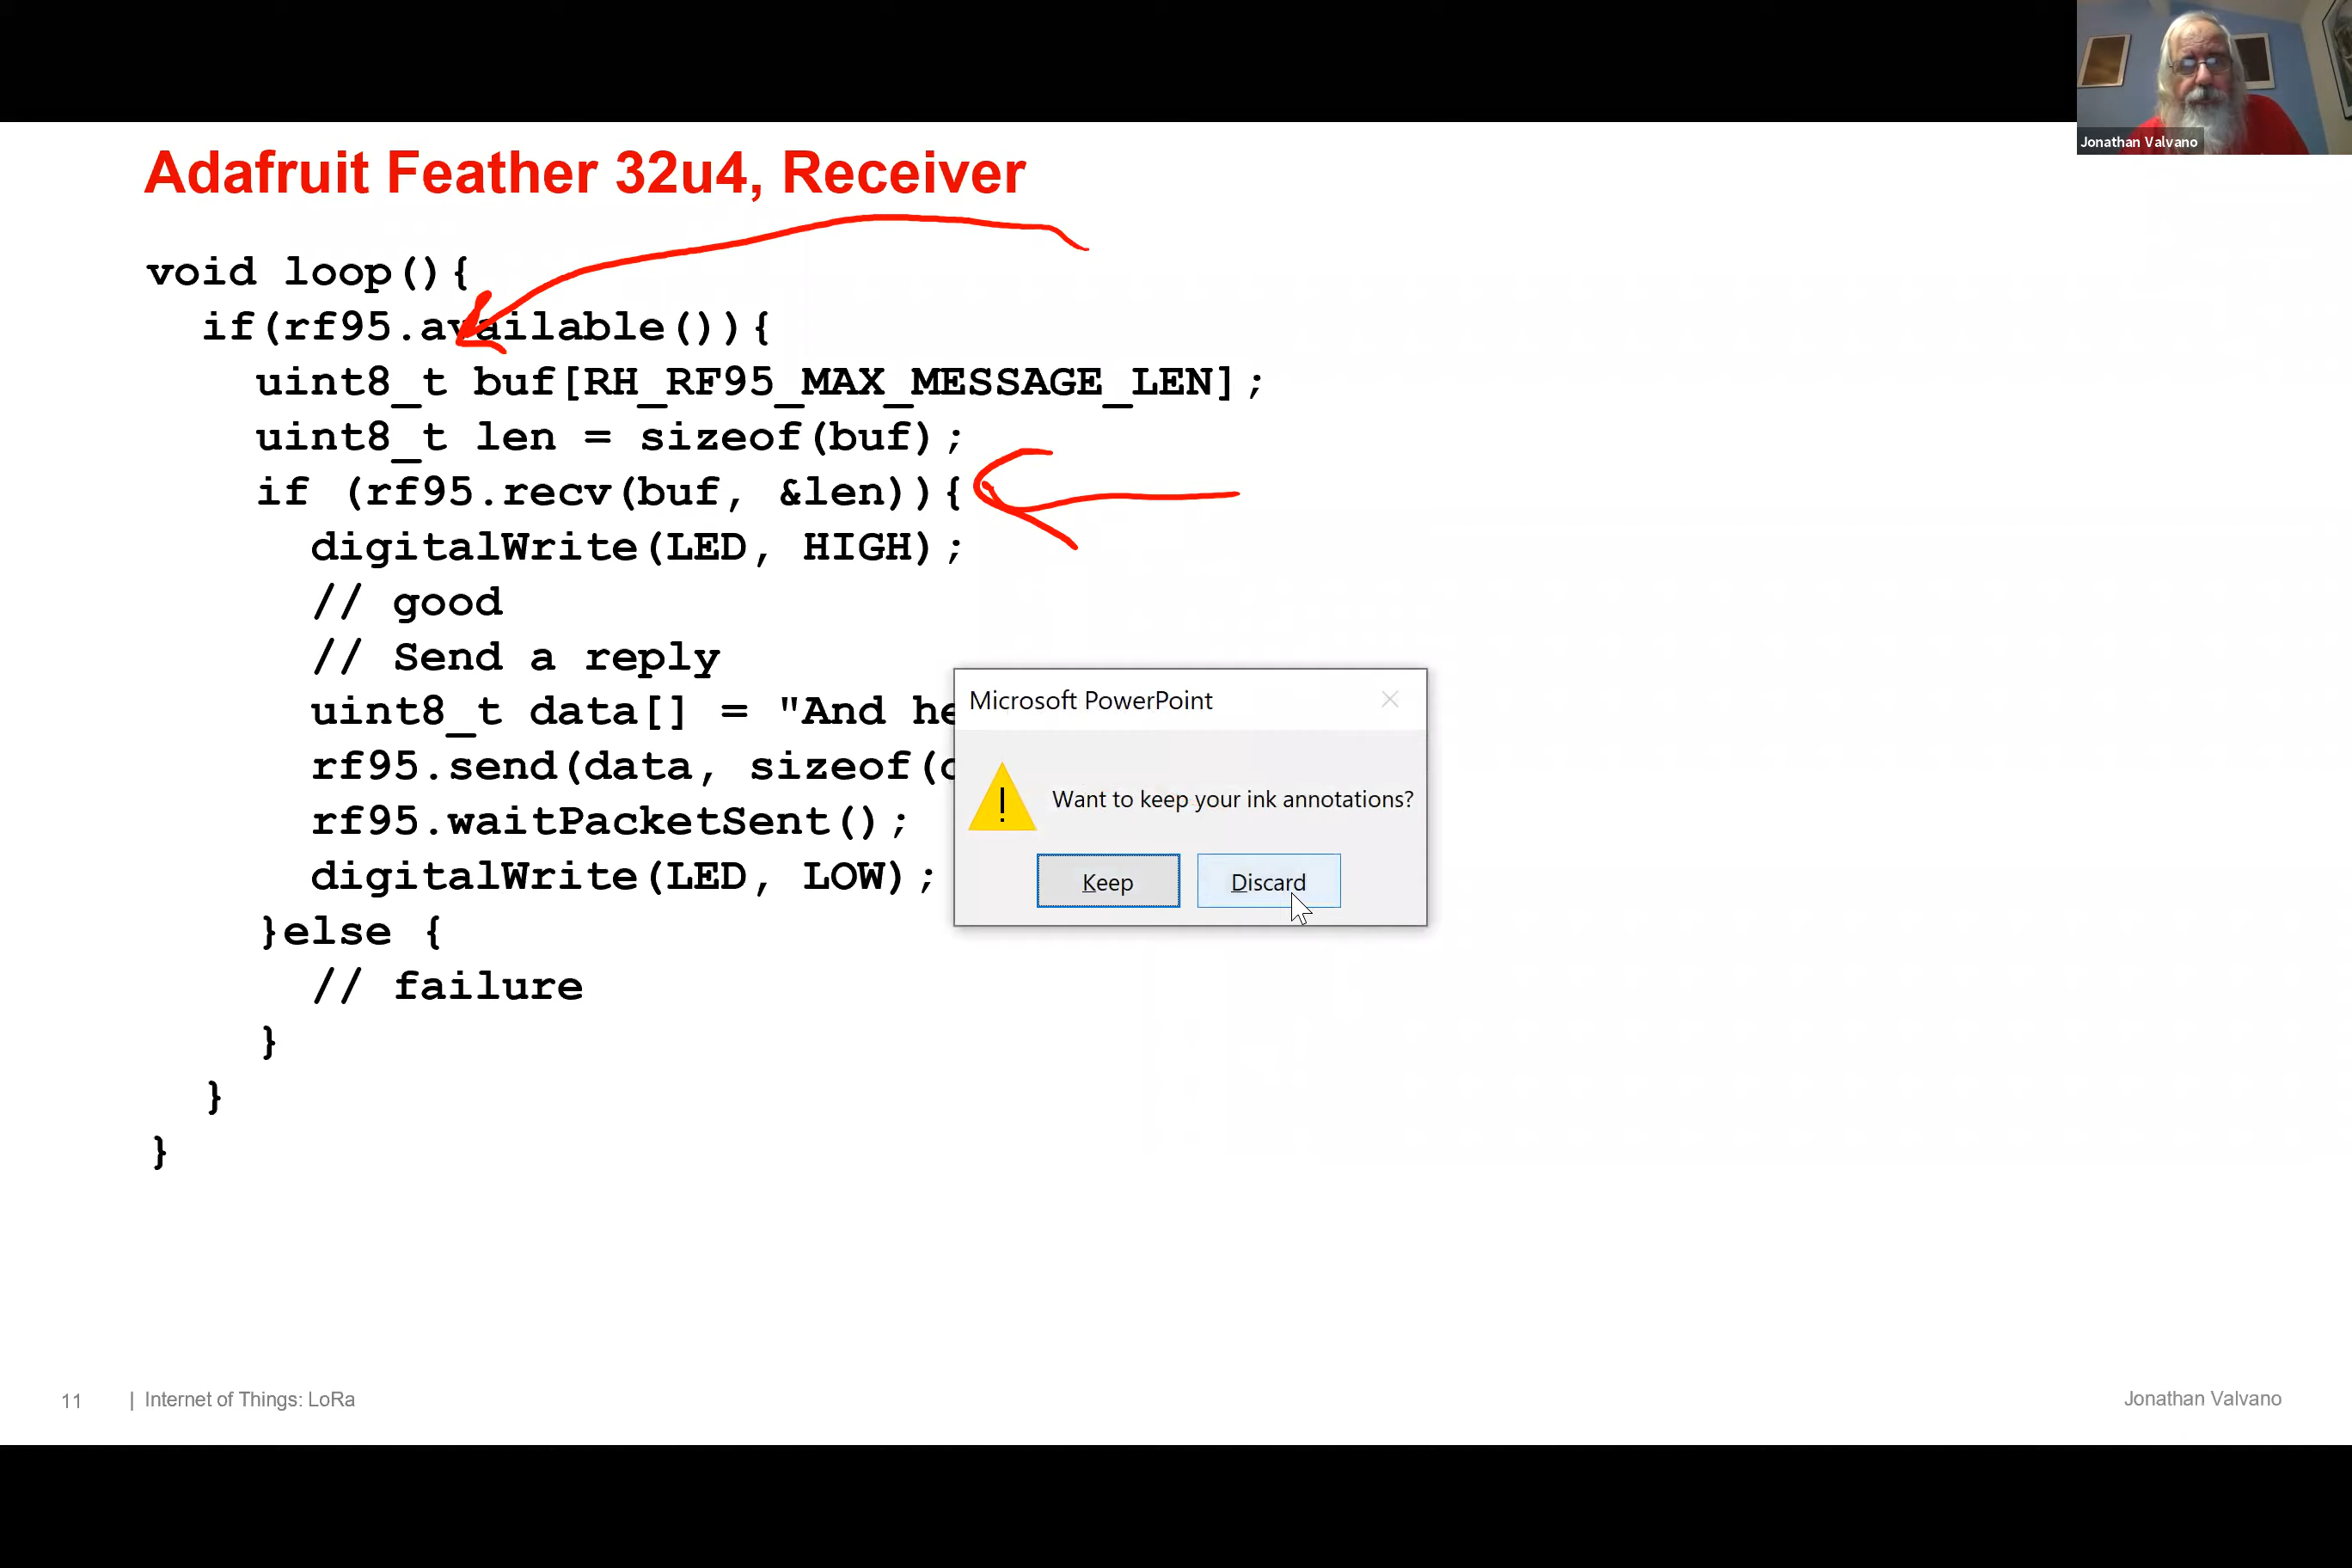 Jonathan Valvano
Adafruit Feather 32u4, Receiver
void loop(){
if(rf95.available()){
uint8_t buf[RH_RF95_MAX_MESSAGE_LEN];
uint8_t len = sizeof(buf);
if (rf95.recv(buf, &len)){
digitalWrite(LED, HIGH);
// good
// Send a reply
uint8_t data[] = "And he
rf95.send(data, sizeof(
rf95.waitPacketSent();
digitalWrite(LED, LOW);
}else {
// failure
}
}
}
Microsoft PowerPoint
Want to keep your ink annotations?
Keep Discard
11 | Internet of Things: LoRa Jonathan Valvano